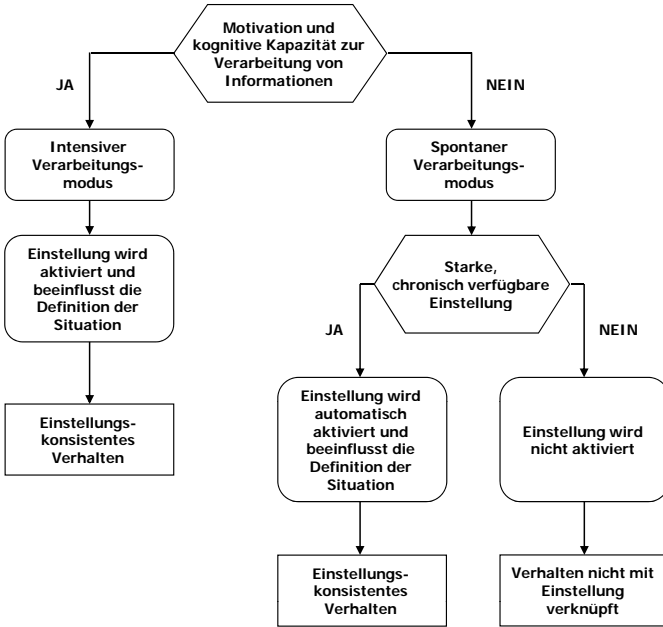 Motivation und
kognitive Kapazität zur
Verarbeitung von
Informationen
JA
NEIN
Intensiver
Verarbeitungs-
modus
Spontaner
Verarbeitungs-
modus
Einstellung wird
aktiviert und
beeinflusst die
Definition der
Situation
Starke,
chronisch verfügbare
Einstellung
JA
NEIN
Einstellungs-
konsistentes
Verhalten
Einstellung wird
automatisch
aktiviert und
beeinflusst die
Definition der
Situation
Einstellung wird
nicht aktiviert
Einstellungs-
konsistentes
Verhalten
Verhalten nicht mit
Einstellung
verknüpft